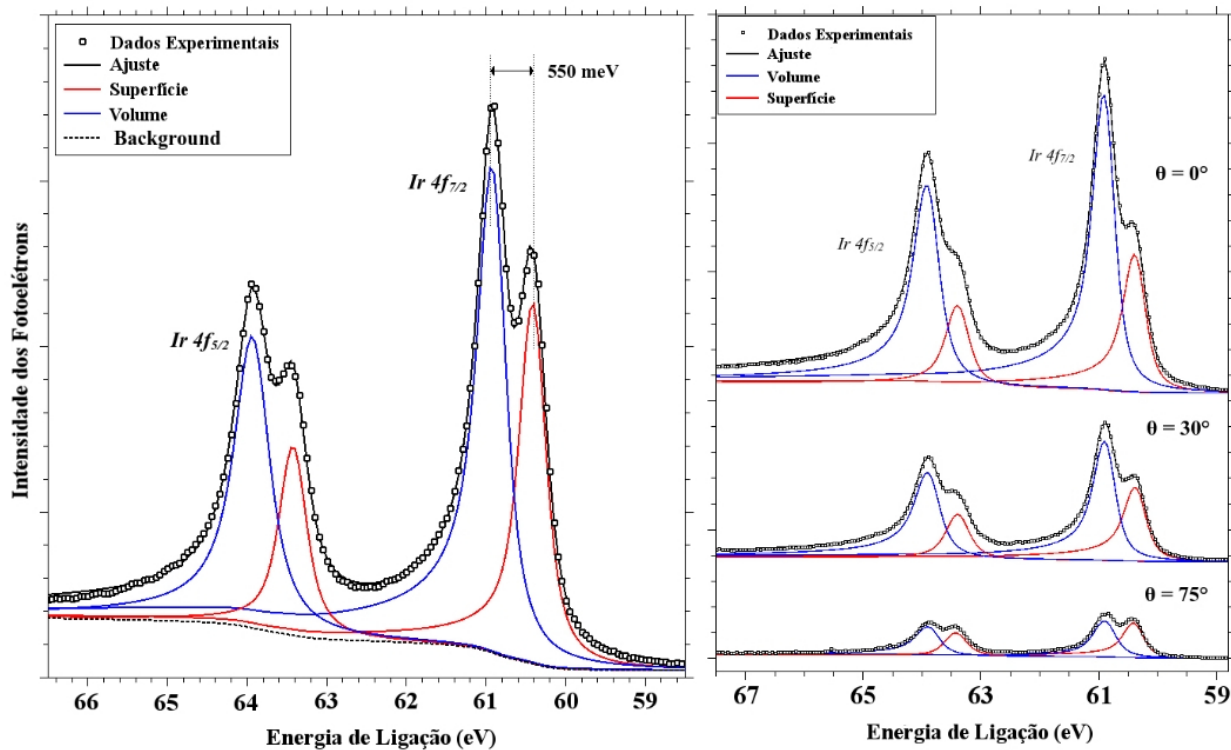 Dados Experimentais
Ajuste
Superfície
Volume
Background
550 meV
Ir 4f7/2
Ir 4f5/2
Intensidade dos Fotoelétrons
66 65 64 63 62 61 60 59
Energia de Ligação (eV)
Dados Experimentais
Ajuste
Volume
Superfície
Ir 4f7/2
θ = 0°
Ir 4f5/2
θ = 30°
θ = 75°
67 65 63 61 59
Energia de Ligação (eV)